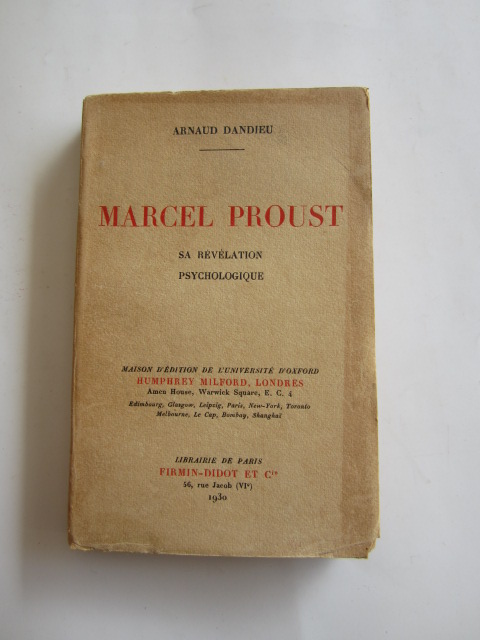 ARNAUD DANDIEU
MARCEL PROUST
SA RÉVÉLATION
PSYCHOLOGIQUE
MAISON D'ÉDITION DE L'UNIVERSITÉ D'OXFORD
HUMPHREY MILFORD, LONDRES
Amen House, Warwick Square, E. C. 4
Edimbourg, Glasgow, Leipzig, Paris, New-York, Toronto
Melbourne, Le Cap, Bombay, Shanghaï
LIBRAIRIE DE PARIS
FIRMIN-DIDOT ET Cie
56, rue Jacob (VIe)
1930